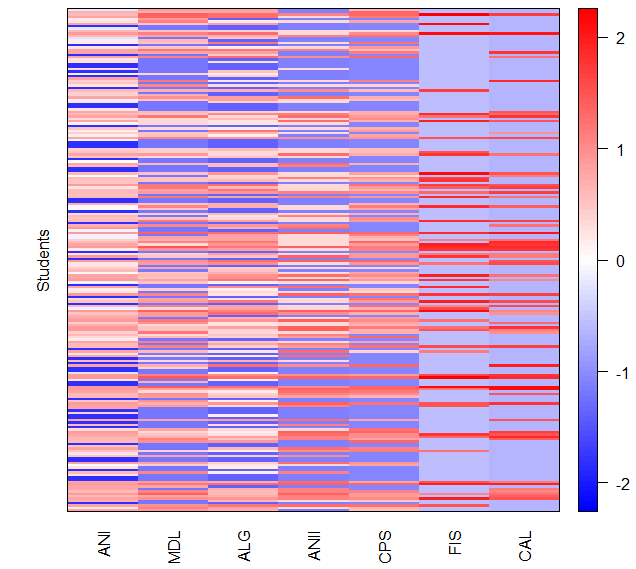 Students
ANI
MDL
ALG
ANII
CPS
FIS
CAL
2
1
0
-1
-2